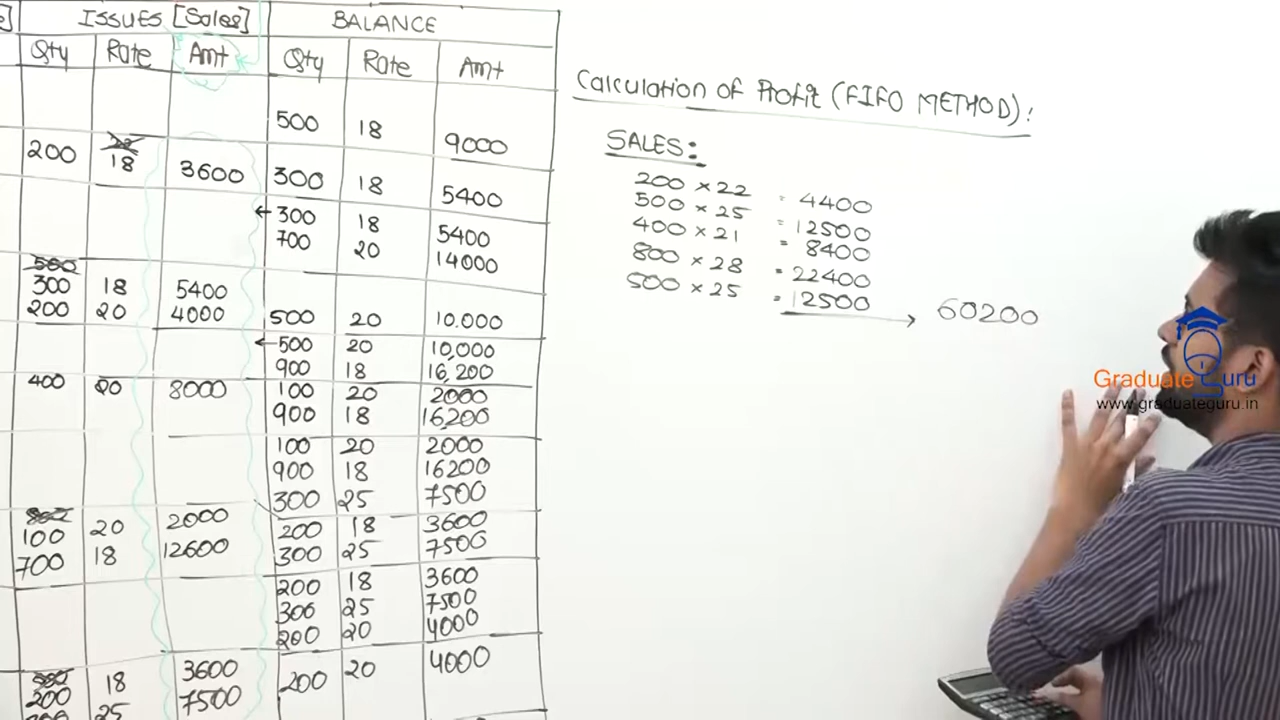 ISSUES [Sales] BALANCE
Qty Rate Amt Qty Rate Amt
500 18 9000
200 18 3600 300 18 5400
←300 18 5400
700 20 14000
500
300 18 5400
200 20 4000 500 20 10.000
←500 20 10,000
900 18 16,200
400 20 8000 100 20 2000
900 18 16,200
100 20 2000
900 18 16200
300 25 7500
800
100 20 2000 200 18 3600
700 18 12600 300 25 7500
200 18 3600
300 25 7500
200 20 4000
500
200 18 3600 200 20 4000
25 7500
Calculation of Profit (FIFO METHOD):
SALES:
200 × 22 = 4400
500 × 25 = 12500
400 × 21 = 8400
800 × 28 = 22400
500 × 25 = 12500 → 60200
Graduate Guru
www.graduateguru.in